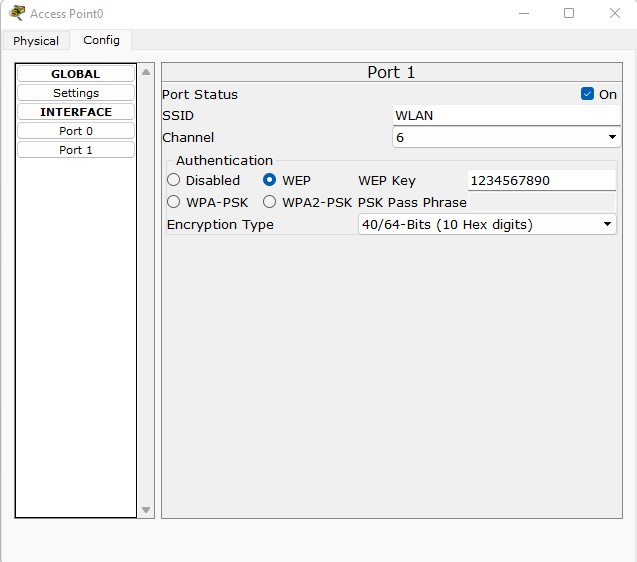 Access Point0
Physical Config
GLOBAL
Settings
INTERFACE
Port 0
Port 1
Port 1
Port Status On
SSID WLAN
Channel 6
Authentication
Disabled WEP WEP Key 1234567890
WPA-PSK WPA2-PSK PSK Pass Phrase
Encryption Type 40/64-Bits (10 Hex digits)